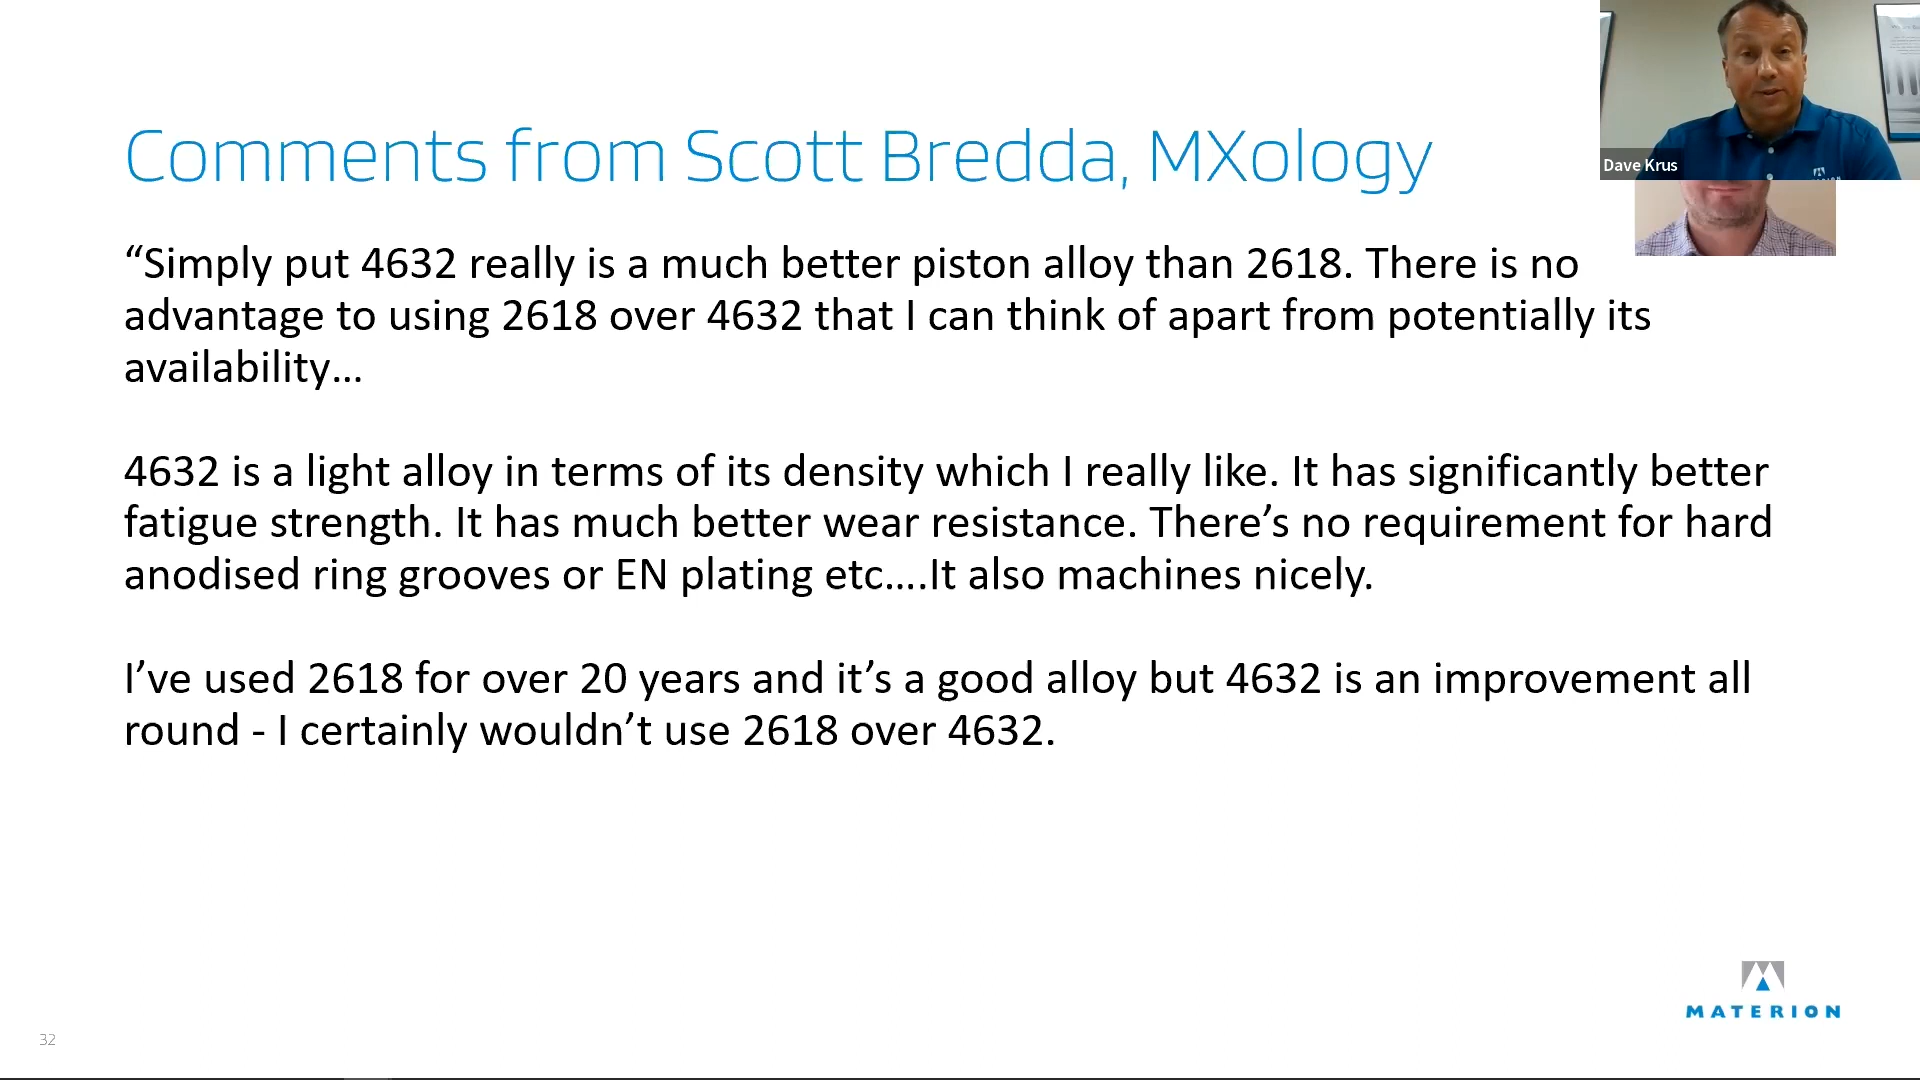 Comments from Scott Bredda, MXology
Dave Krus
“Simply put 4632 really is a much better piston alloy than 2618. There is no
advantage to using 2618 over 4632 that I can think of apart from potentially its
availability…
4632 is a light alloy in terms of its density which I really like. It has significantly better
fatigue strength. It has much better wear resistance. There’s no requirement for hard
anodised ring grooves or EN plating etc….It also machines nicely.
I’ve used 2618 for over 20 years and it’s a good alloy but 4632 is an improvement all
round - I certainly wouldn’t use 2618 over 4632.
MATERION
32